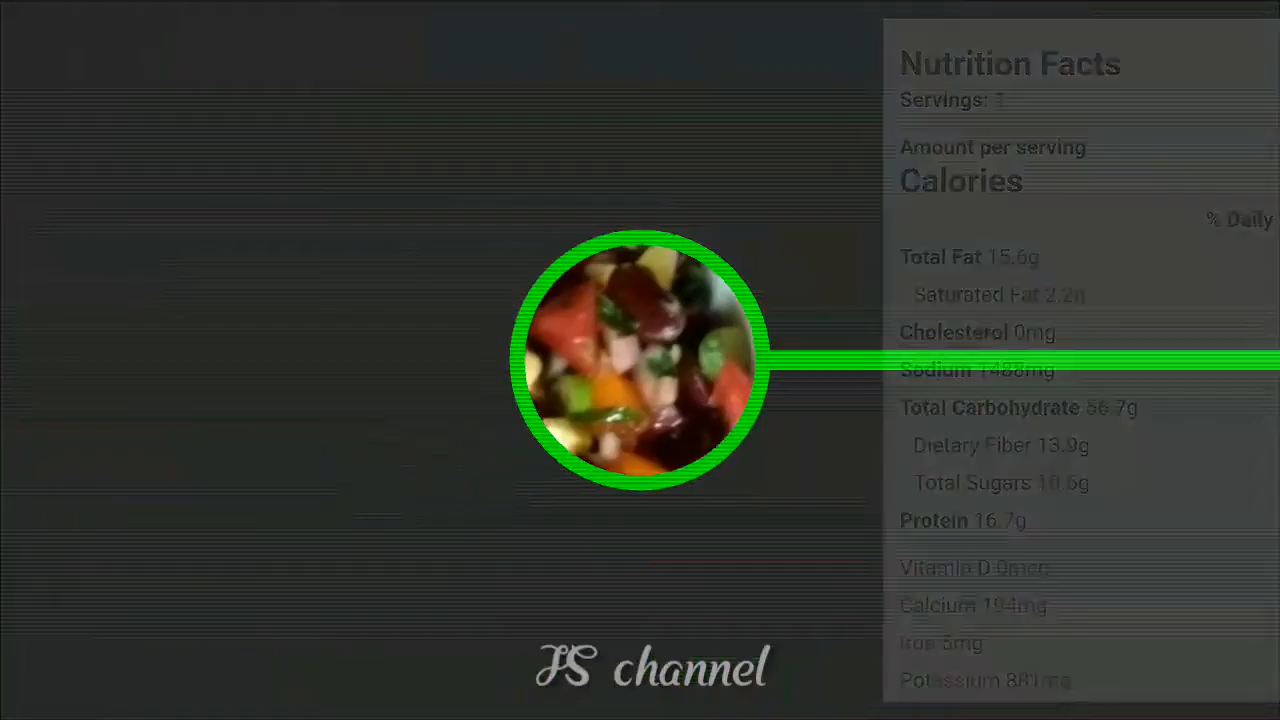 Nutrition Facts
Servings: 1
Amount per serving
Calories
% Daily
Total Fat 15.6g
Saturated Fat 2.2g
Cholesterol 0mg
Sodium 1488mg
Total Carbohydrate 56.7g
Dietary Fiber 13.9g
Total Sugars 10.6g
Protein 16.7g
Vitamin D 0mcg
Calcium 194mg
Iron 5mg
Potassium 881mg
JS channel